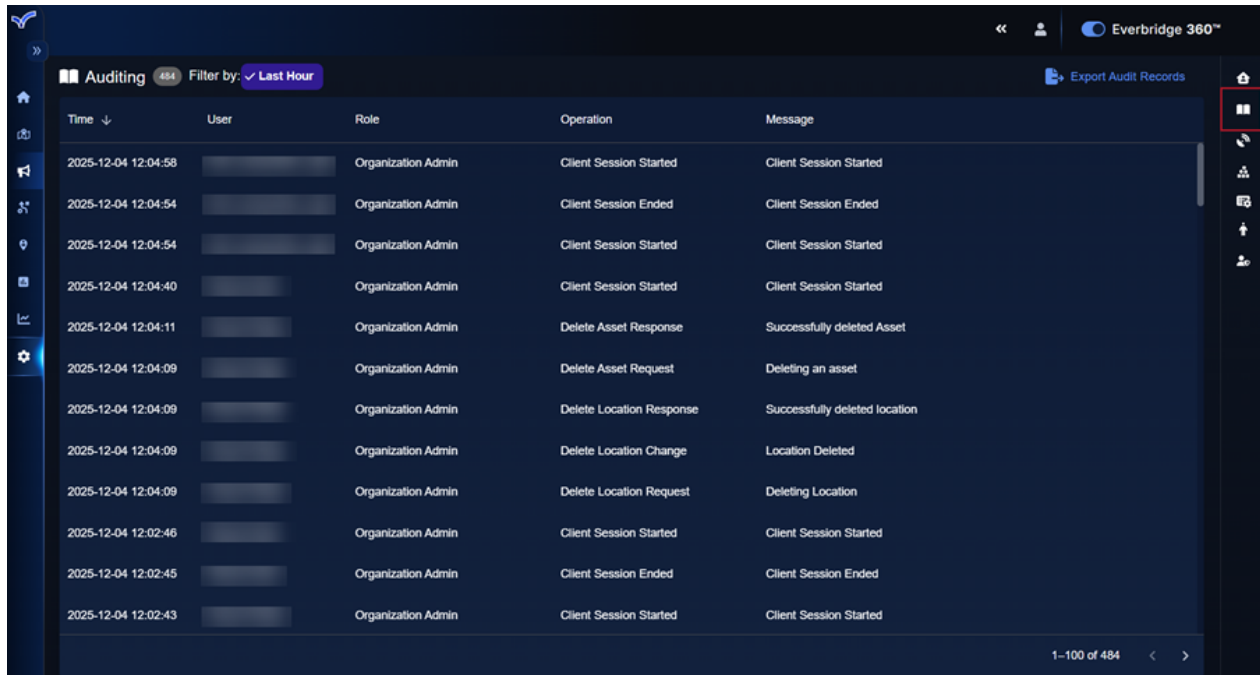 Everbridge 360™
Auditing 484 Filter by: Last Hour Export Audit Records
Time User Role Operation Message
2025-12-04 12:04:58 Organization Admin Client Session Started Client Session Started
2025-12-04 12:04:54 Organization Admin Client Session Ended Client Session Ended
2025-12-04 12:04:54 Organization Admin Client Session Started Client Session Started
2025-12-04 12:04:40 Organization Admin Client Session Started Client Session Started
2025-12-04 12:04:11 Organization Admin Delete Asset Response Successfully deleted Asset
2025-12-04 12:04:09 Organization Admin Delete Asset Request Deleting an asset
2025-12-04 12:04:09 Organization Admin Delete Location Response Successfully deleted location
2025-12-04 12:04:09 Organization Admin Delete Location Change Location Deleted
2025-12-04 12:04:09 Organization Admin Delete Location Request Deleting Location
2025-12-04 12:02:46 Organization Admin Client Session Started Client Session Started
2025-12-04 12:02:45 Organization Admin Client Session Ended Client Session Ended
2025-12-04 12:02:43 Organization Admin Client Session Started Client Session Started
1–100 of 484